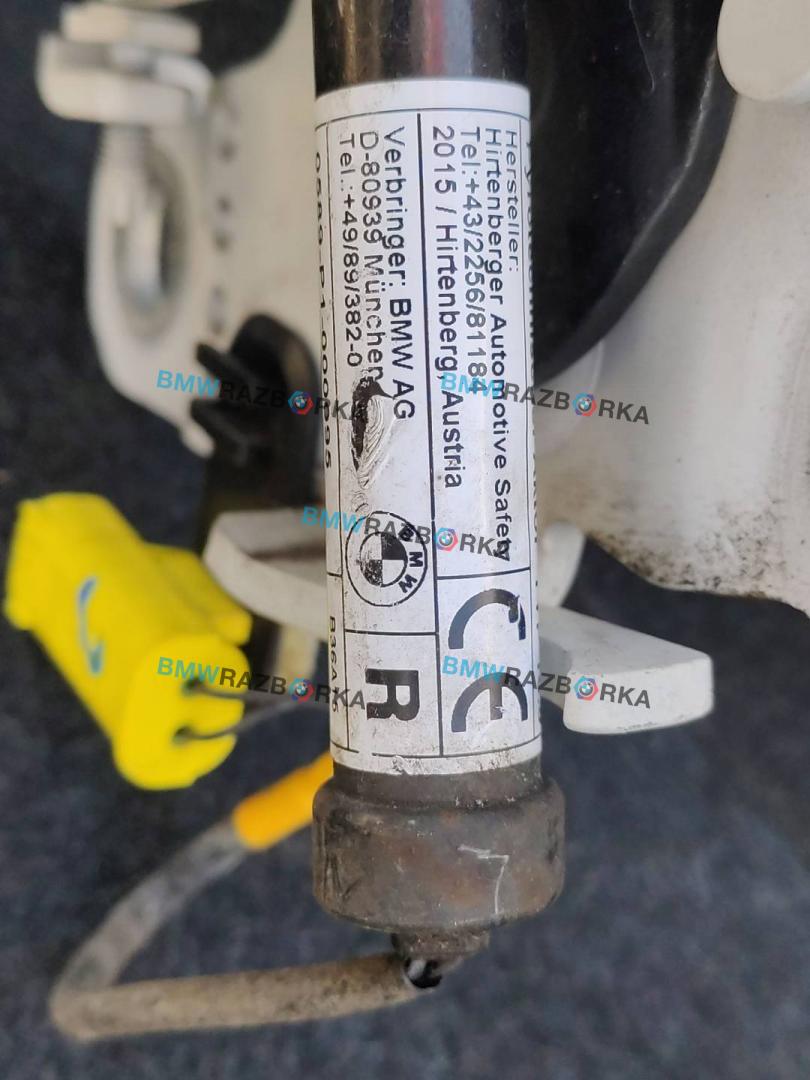 Hersteller:
Hirtenberger Automotive Safety
Tel:+43/2256/81184
2015 / Hirtenberg, Austria
CE
Verbringer: BMW AG
D-80939 München
Tel.:+49/89/382-0
BMW
R
BMWRAZBORKA
BMWRAZBORKA
BMWRAZBORKA
BMWRAZBORKA
BMWRAZBORKA